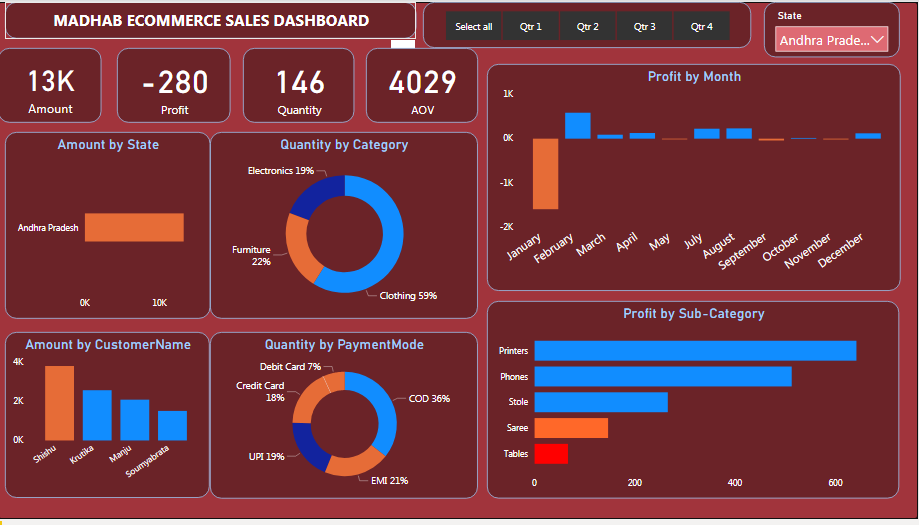 MADHAB ECOMMERCE SALES DASHBOARD
Select all
Qtr 1
Qtr 2
Qtr 3
Qtr 4
State
Andhra Prade...
13K
Amount
-280
Profit
146
Quantity
4029
AOV
Amount by State
Andhra Pradesh
0K
10K
Quantity by Category
Electronics 19%
Furniture
22%
Clothing 59%
Profit by Month
1K
0K
-1K
-2K
January
February
March
April
May
July
August
September
October
November
December
Amount by CustomerName
4K
2K
0K
Shishu
Krutika
Manju
Soumyabrata
Quantity by PaymentMode
Debit Card 7%
Credit Card
18%
COD 36%
UPI 19%
EMI 21%
Profit by Sub-Category
Printers
Phones
Stole
Saree
Tables
0
200
400
600